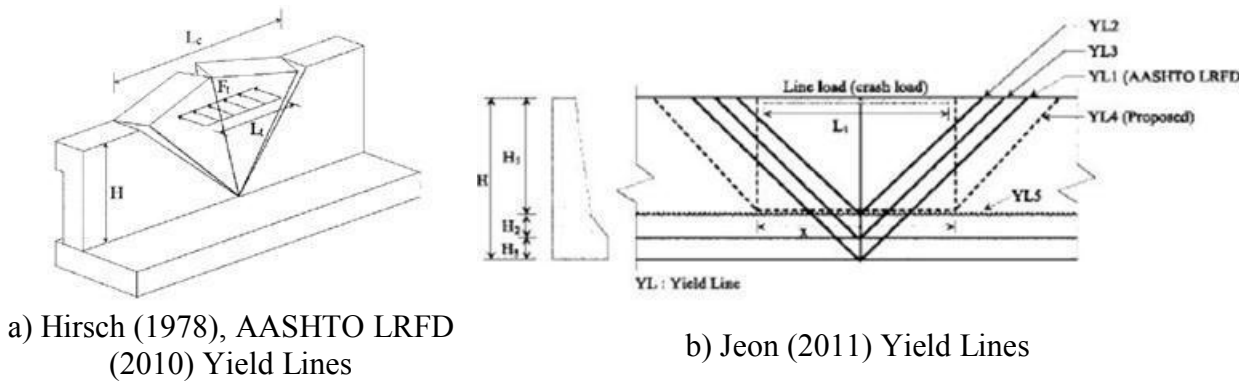 L_c
F_t
L_t
H
a) Hirsch (1978), AASHTO LRFD
(2010) Yield Lines
YL2
YL3
YL1 (AASHTO LRFD)
Line load (crash load)
L_t
YL4 (Proposed)
H
H_1
YL5
H_2
x
H_3
YL : Yield Line
b) Jeon (2011) Yield Lines